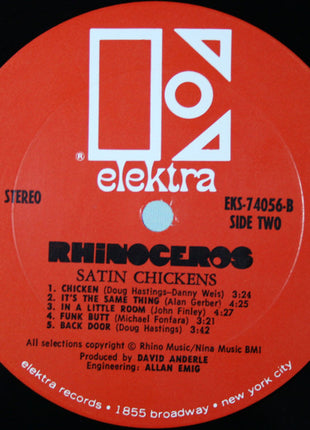 ®
elektra
STEREO
EKS-74056-B
SIDE TWO
RHiNOCEROS
SATIN CHICKENS
1. CHICKEN (Doug Hastings-Danny Weis) 3:24
2. IT'S THE SAME THING (Alan Gerber) 4:25
3. IN A LITTLE ROOM (John Finley) 4:27
4. FUNK BUTT (Michael Fonfara) 3:21
5. BACK DOOR (Doug Hastings) 3:42
All selections copyright © Rhino Music/Nina Music BMI
Produced by DAVID ANDERLE
Engineering: ALLAN EMIG
elektra records • 1855 broadway • new york city